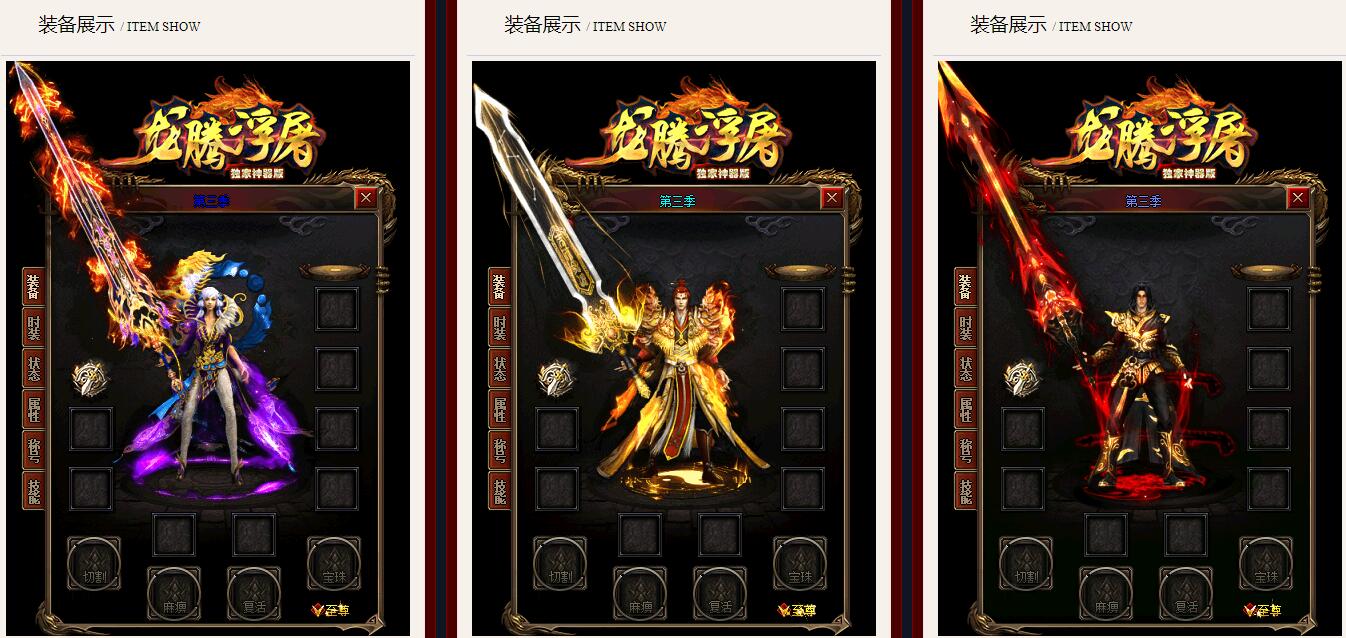 装备展示 / ITEM SHOW
龙腾浮屠
独家神器版
第三季
装备
时装
状态
属性
称号
技能
切割
麻痹
复活
宝珠
至尊
装备展示 / ITEM SHOW
龙腾浮屠
独家神器版
第三季
装备
时装
状态
属性
称号
技能
切割
麻痹
复活
宝珠
至尊
装备展示 / ITEM SHOW
龙腾浮屠
独家神器版
第三季
装备
时装
状态
属性
称号
技能
切割
麻痹
复活
宝珠
至尊